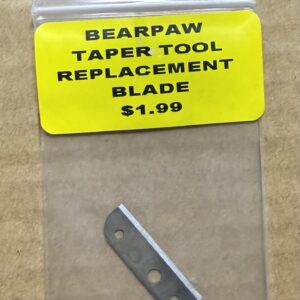 BEARPAW
TAPER TOOL
REPLACEMENT
BLADE
$1.99